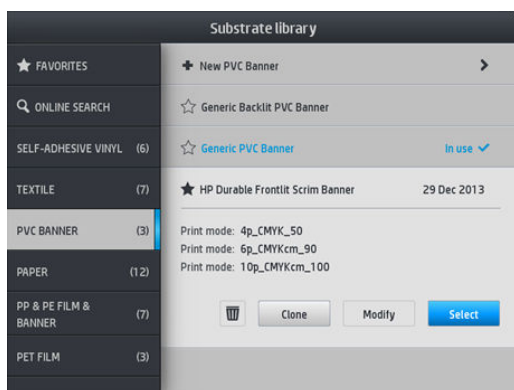 Substrate library
FAVORITES
ONLINE SEARCH
SELF-ADHESIVE VINYL (6)
TEXTILE (7)
PVC BANNER (3)
PAPER (12)
PP & PE FILM &
BANNER (7)
PET FILM (3)
New PVC Banner
Generic Backlit PVC Banner
Generic PVC Banner In use
HP Durable Frontlit Scrim Banner 29 Dec 2013
Print mode: 4p_CMYK_50
Print mode: 6p_CMYKcm_90
Print mode: 10p_CMYKcm_100
Clone Modify Select